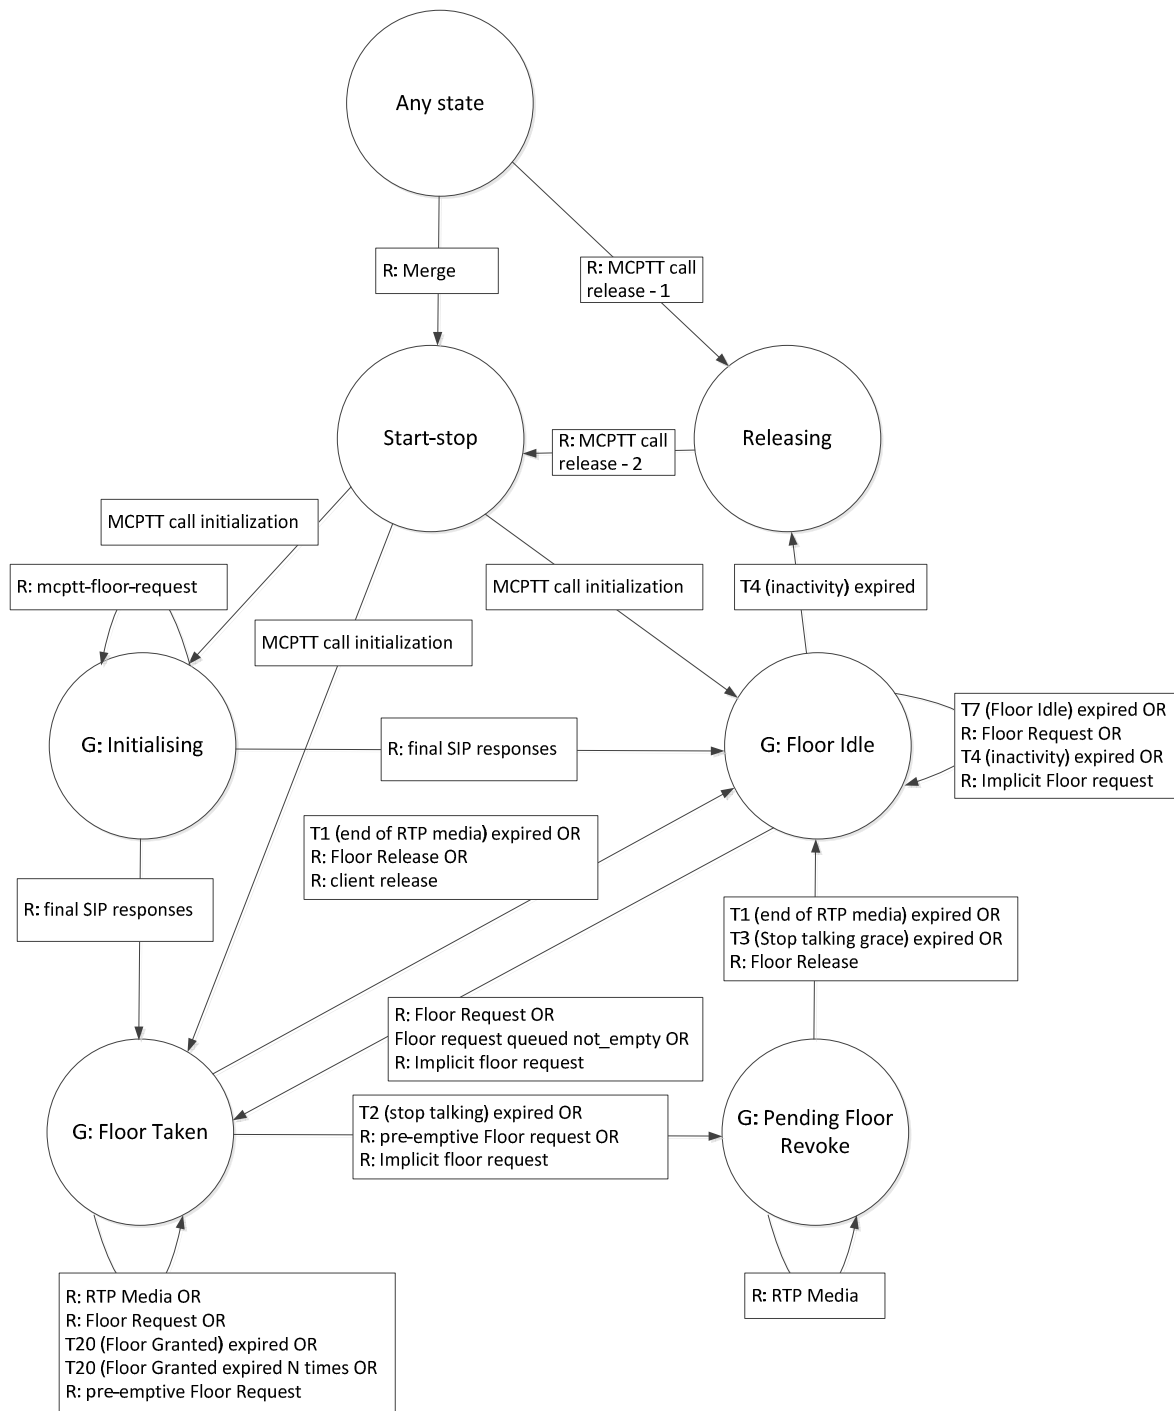 Any state
R: Merge
R: MCPTT call
release - 1
Start-stop
Releasing
R: MCPTT call
release - 2
MCPTT call initialization
R: mcptt-floor-request
MCPTT call initialization
T4 (inactivity) expired
MCPTT call initialization
G: Initialising
R: final SIP responses
G: Floor Idle
T7 (Floor Idle) expired OR
R: Floor Request OR
T4 (inactivity) expired OR
R: Implicit Floor request
T1 (end of RTP media) expired OR
R: Floor Release OR
R: client release
R: final SIP responses
T1 (end of RTP media) expired OR
T3 (Stop talking grace) expired OR
R: Floor Release
R: Floor Request OR
Floor request queued not_empty OR
R: Implicit floor request
G: Floor Taken
T2 (stop talking) expired OR
R: pre-emptive Floor request OR
R: Implicit floor request
G: Pending Floor
Revoke
R: RTP Media OR
R: Floor Request OR
T20 (Floor Granted) expired OR
T20 (Floor Granted expired N times OR
R: pre-emptive Floor Request
R: RTP Media